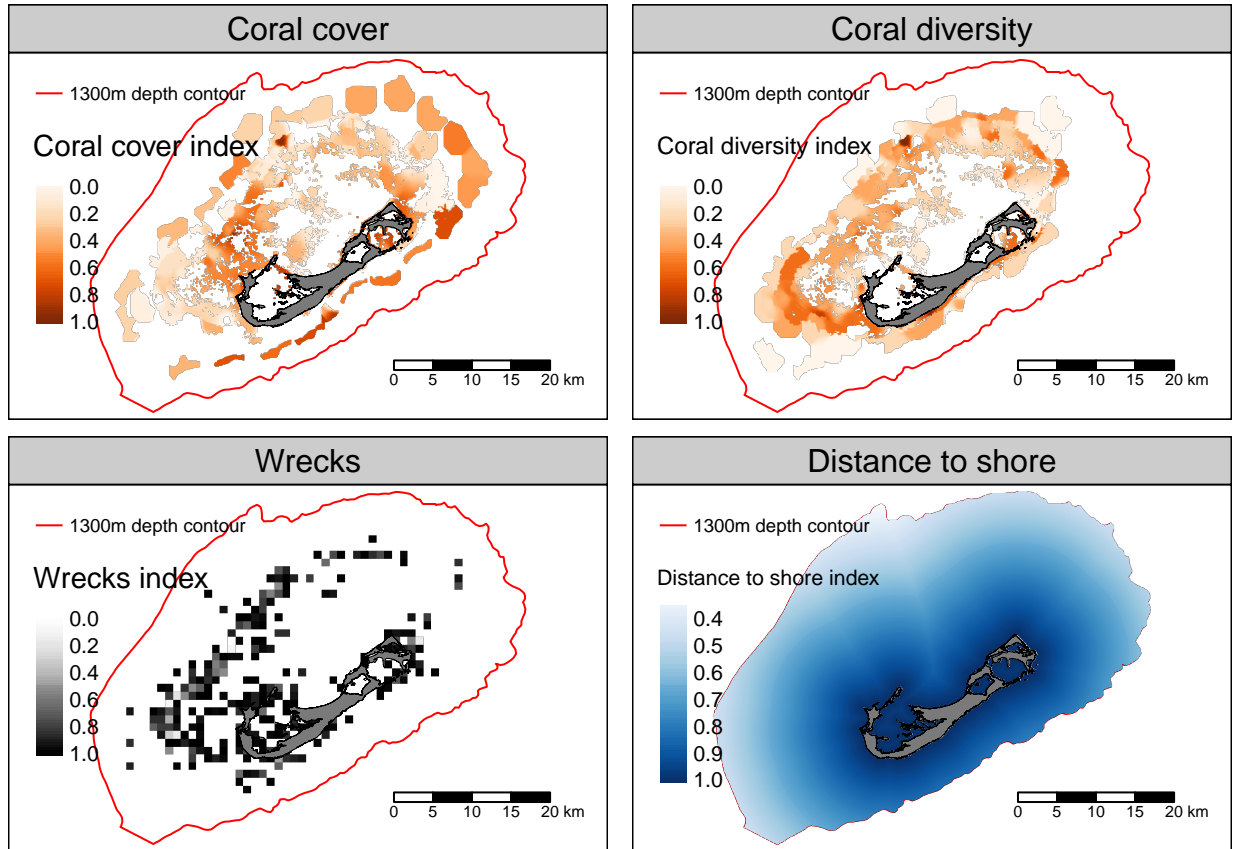 Coral cover
1300m depth contour
Coral cover index
0.0
0.2
0.4
0.6
0.8
1.0
0 5 10 15 20 km
Coral diversity
1300m depth contour
Coral diversity index
0.0
0.2
0.4
0.6
0.8
1.0
0 5 10 15 20 km
Wrecks
1300m depth contour
Wrecks index
0.0
0.2
0.4
0.6
0.8
1.0
0 5 10 15 20 km
Distance to shore
1300m depth contour
Distance to shore index
0.4
0.5
0.6
0.7
0.8
0.9
1.0
0 5 10 15 20 km